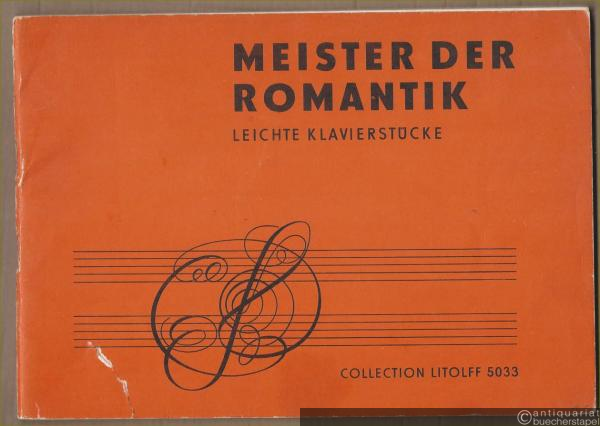 MEISTER DER
ROMANTIK
LEICHTE KLAVIERSTÜCKE
COLLECTION LITOLFF 5033
© antiquariat
buecherstapel